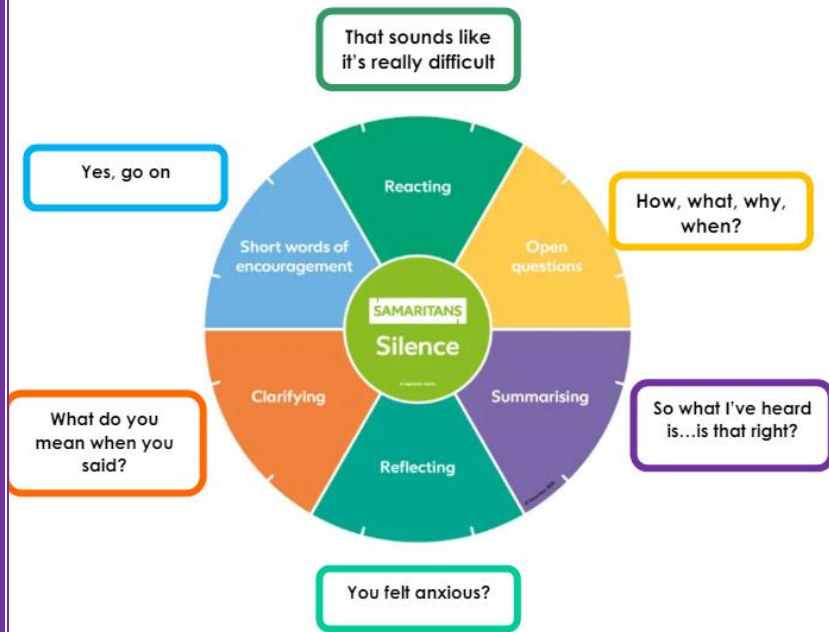 That sounds like
it's really difficult
Yes, go on
Reacting
How, what, why,
when?
Short words of
encouragement
Open
questions
SAMARITANS
Silence
Clarifying
Summarising
What do you
mean when you
said?
So what I've heard
is...is that right?
Reflecting
You felt anxious?